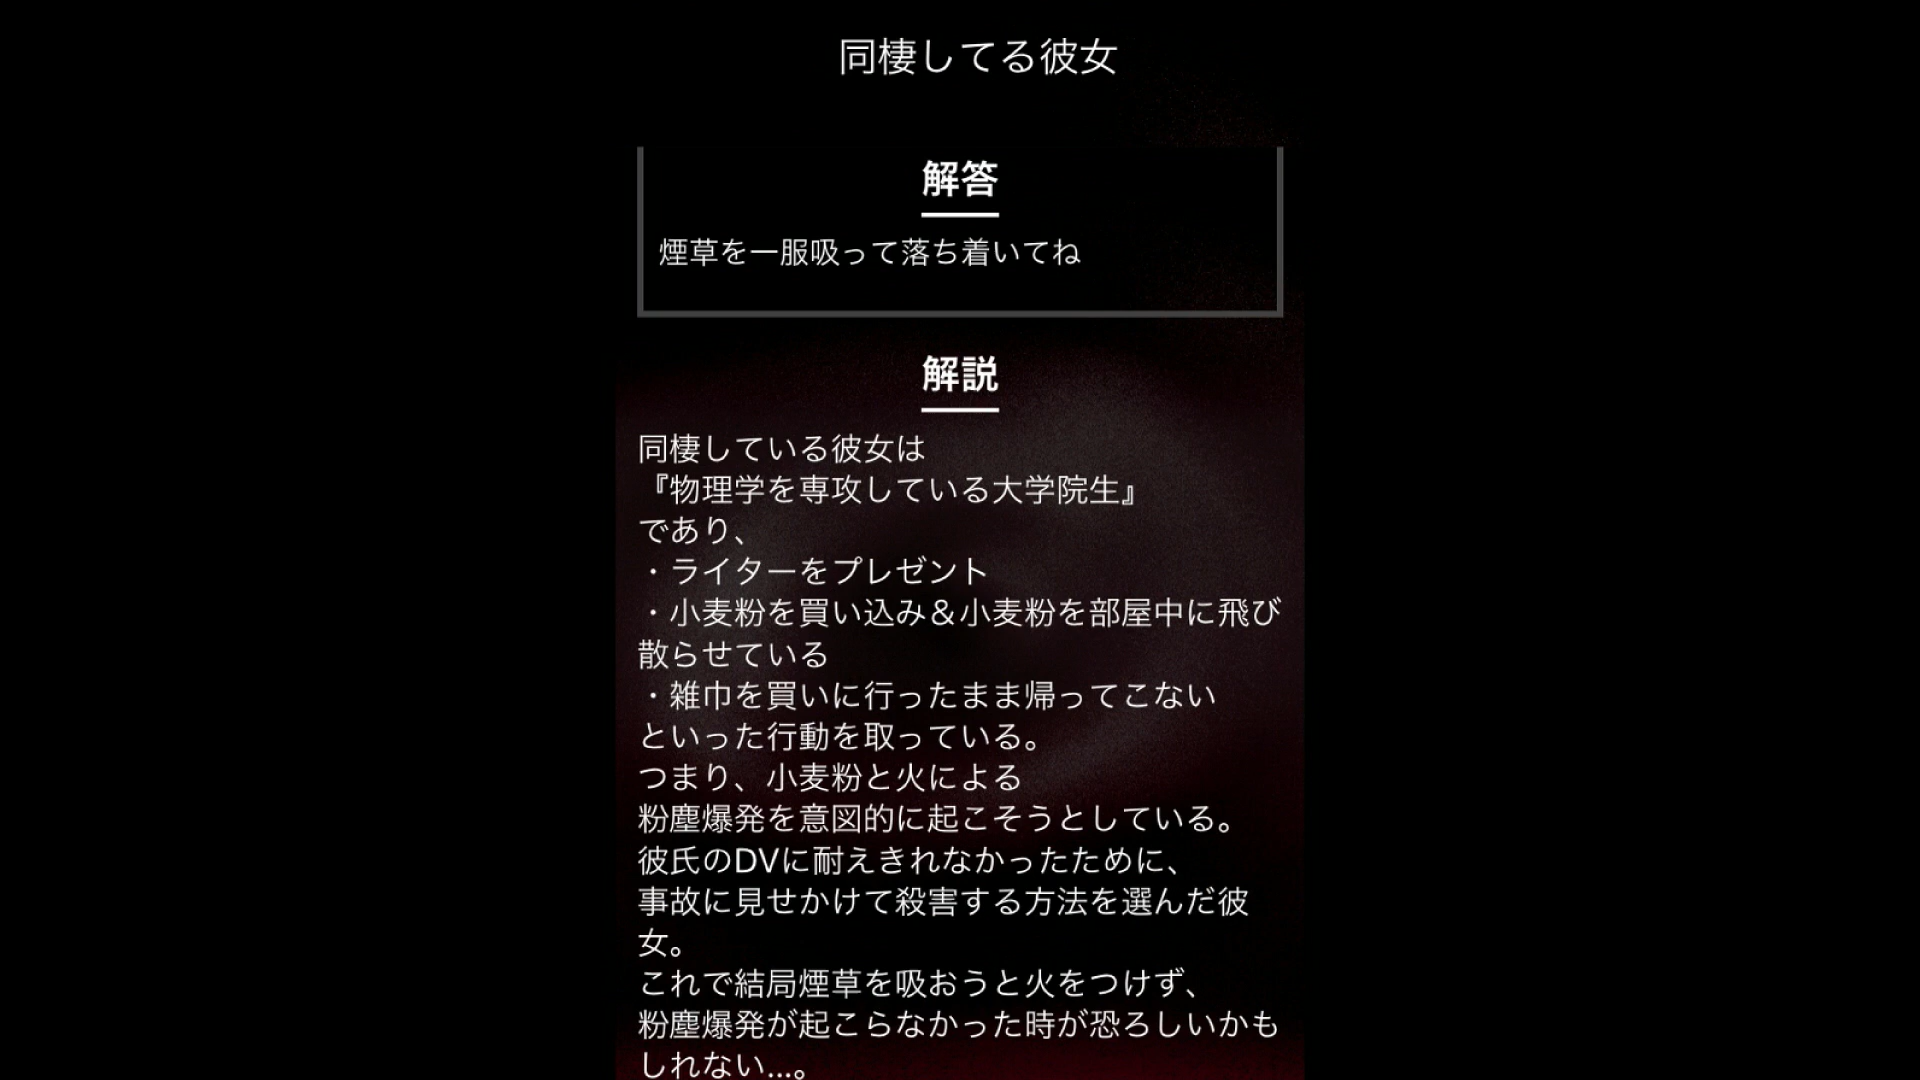 同棲してる彼女
解答
煙草を一服吸って落ち着いてね
解説
同棲している彼女は
『物理学を専攻している大学院生』
であり、
・ライターをプレゼント
・小麦粉を買い込み＆小麦粉を部屋中に飛び
散らせている
・雑巾を買いに行ったまま帰ってこない
といった行動を取っている。
つまり、小麦粉と火による
粉塵爆発を意図的に起こそうとしている。
彼氏のDVに耐えきれなかったために、
事故に見せかけて殺害する方法を選んだ彼
女。
これで結局煙草を吸おうと火をつけず、
粉塵爆発が起こらなかった時が恐ろしいかも
しれない...。